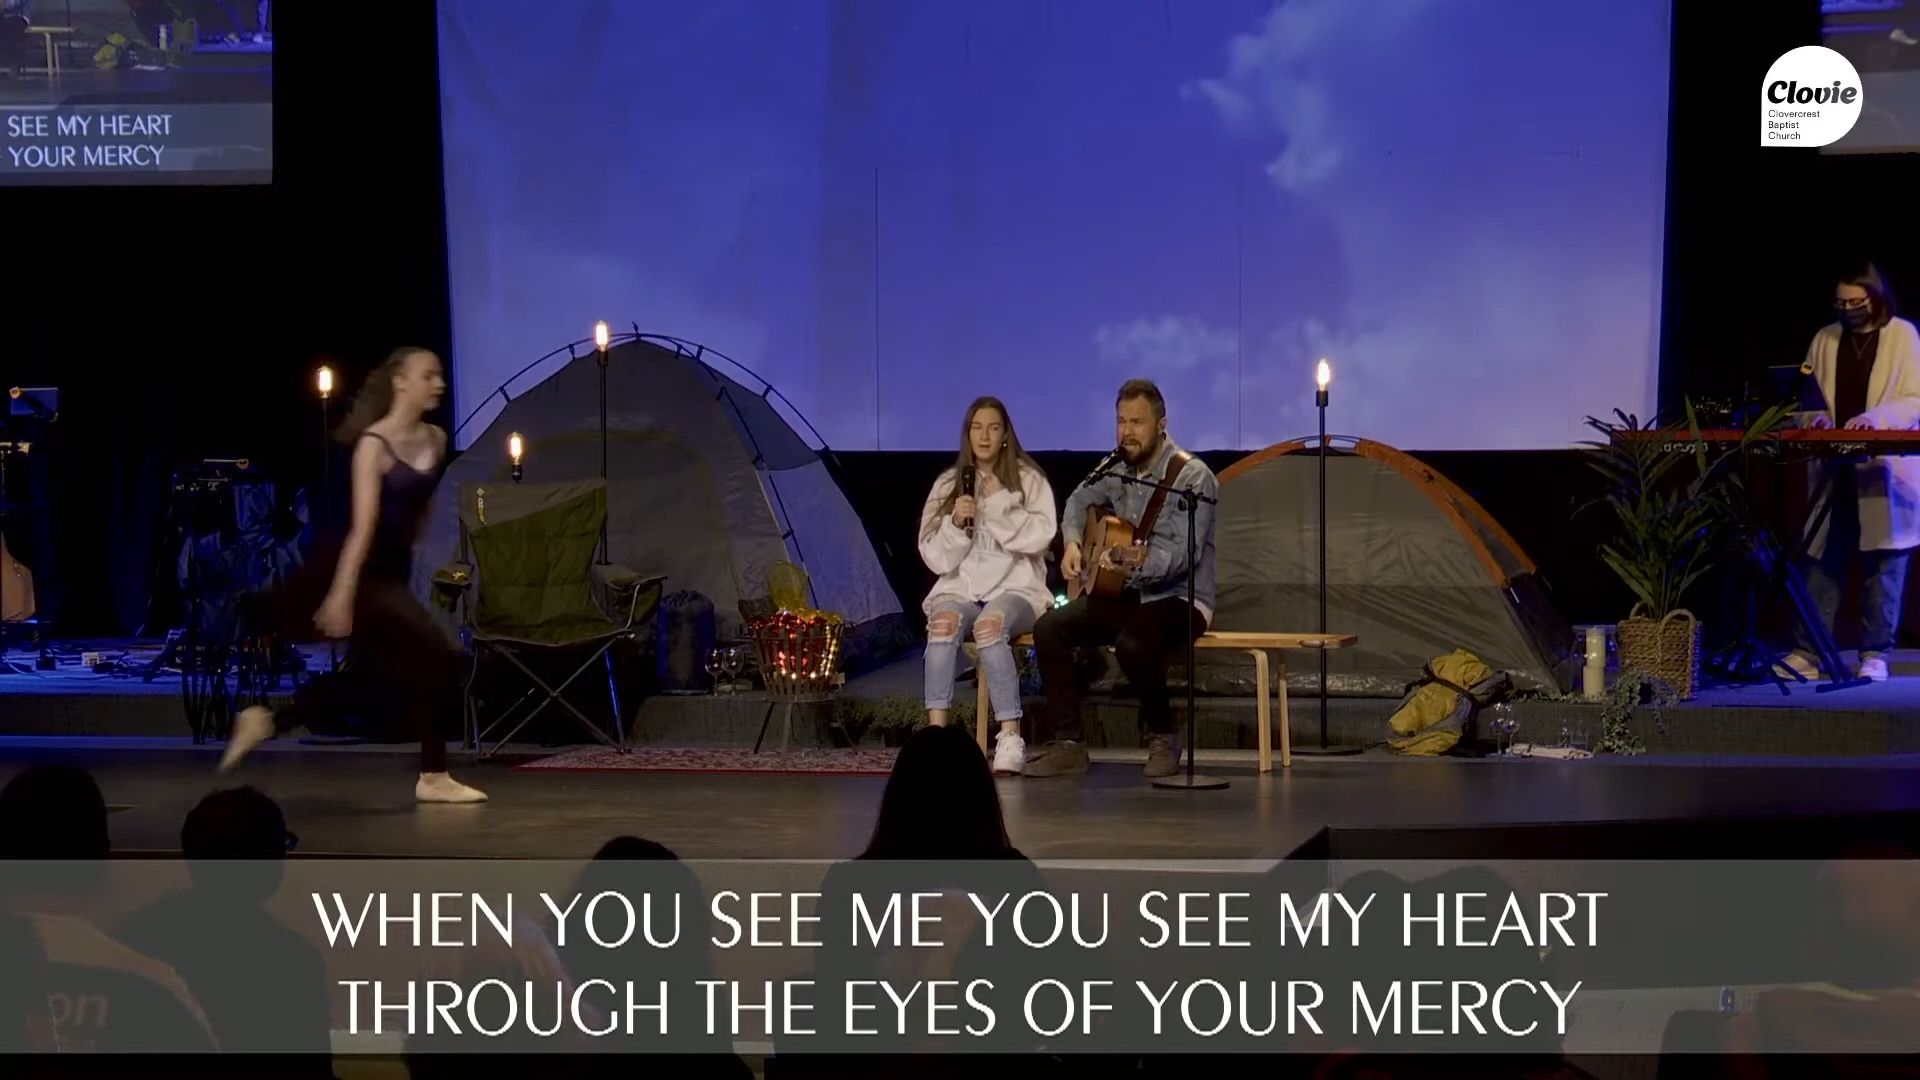 SEE MY HEART
YOUR MERCY
Clovie
Clovercrest
Baptist
Church
WHEN YOU SEE ME YOU SEE MY HEART
THROUGH THE EYES OF YOUR MERCY
on